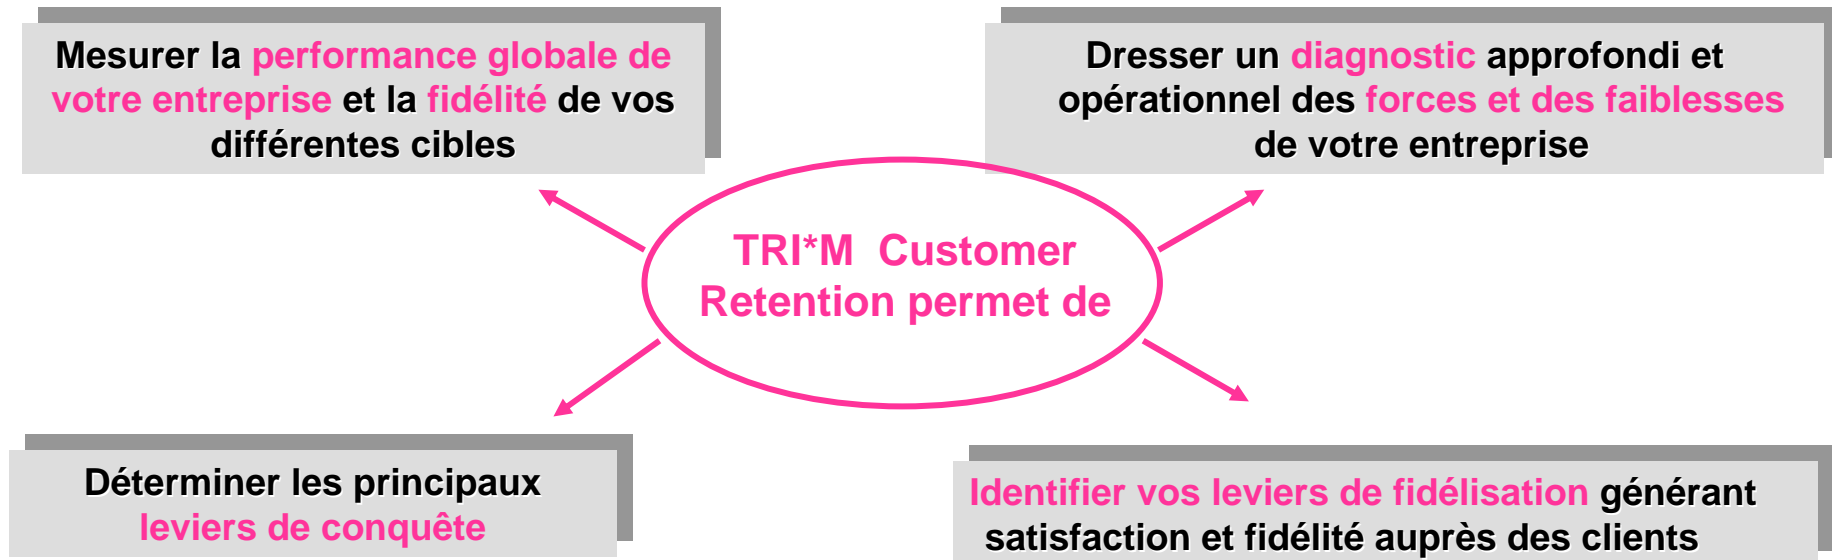 Mesurer la performance globale de
votre entreprise et la fidélité de vos
différentes cibles
Dresser un diagnostic approfondi et
opérationnel des forces et des faiblesses
de votre entreprise
TRI*M Customer
Retention permet de
Déterminer les principaux
leviers de conquête
Identifier vos leviers de fidélisation générant
satisfaction et fidélité auprès des clients